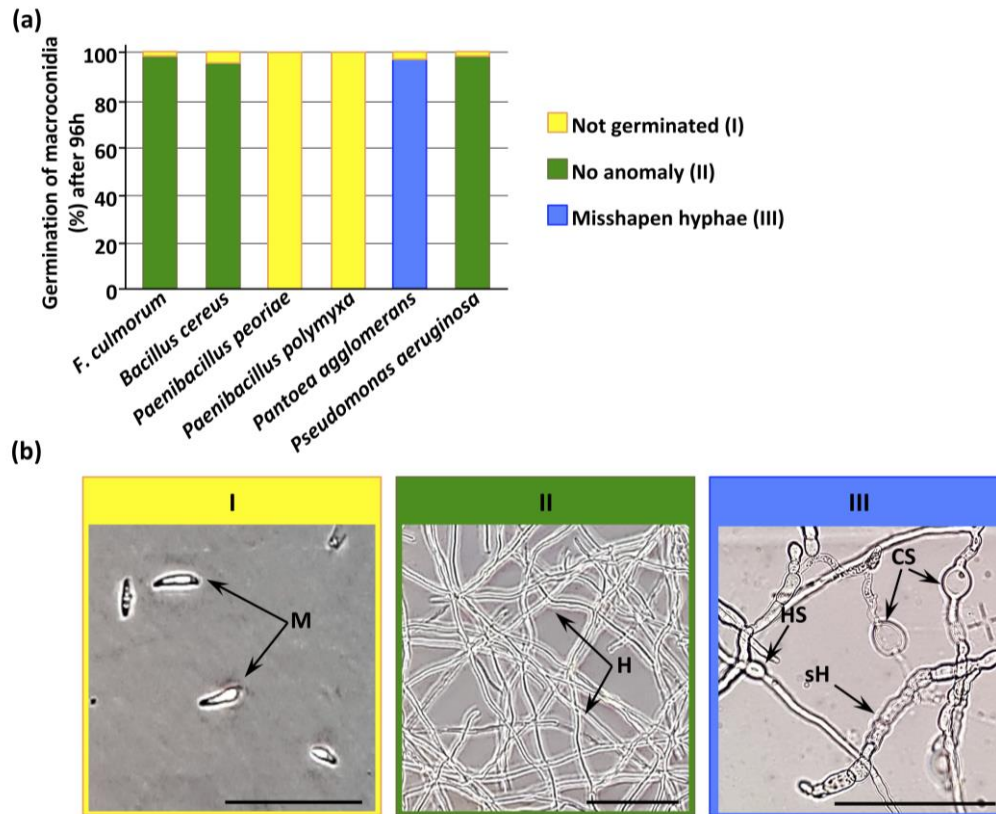 (a)
Germination of macroconidia
(%) after 96h
100
80
60
40
20
0
F. culmorum
Bacillus cereus
Paenibacillus peoriae
Paenibacillus polymyxa
Pantoea agglomerans
Pseudomonas aeruginosa
Not germinated (I)
No anomaly (II)
Misshapen hyphae (III)
(b)
I
II
III
M
H
CS
HS
sH